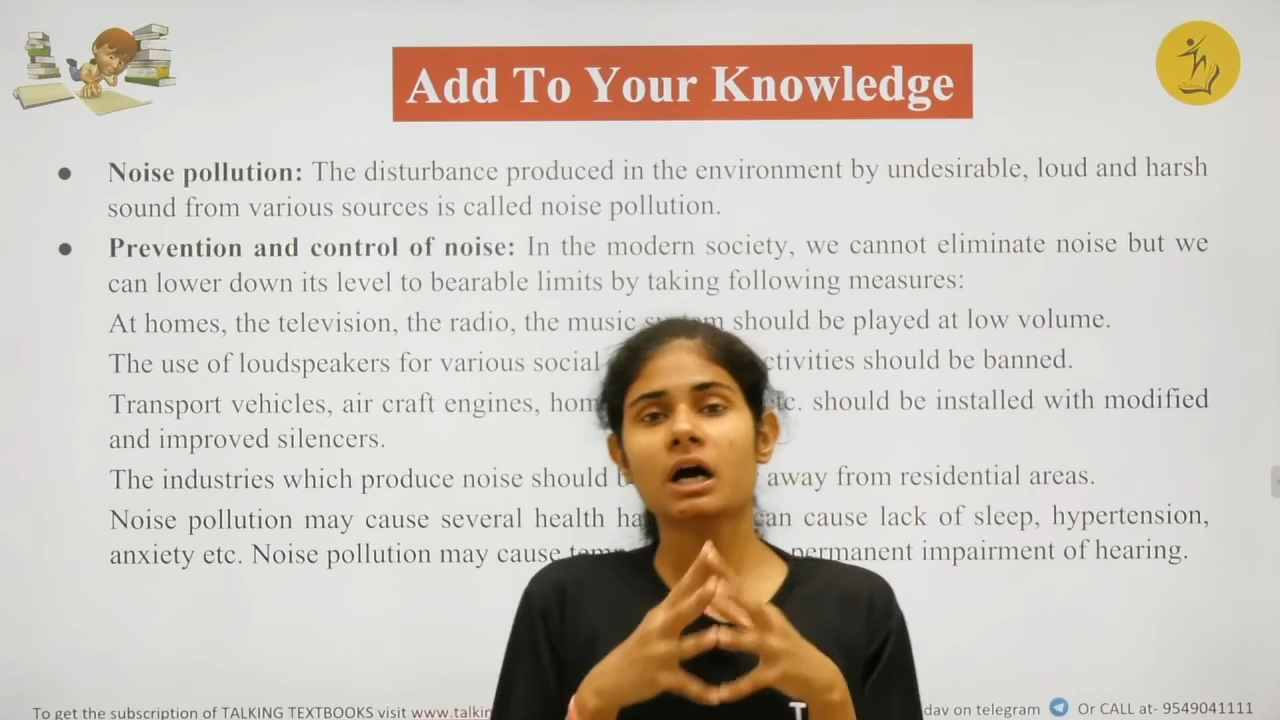 Add To Your Knowledge
● Noise pollution: The disturbance produced in the environment by undesirable, loud and harsh
sound from various sources is called noise pollution.
● Prevention and control of noise: In the modern society, we cannot eliminate noise but we
can lower down its level to bearable limits by taking following measures:
At homes, the television, the radio, the music should be played at low volume.
The use of loudspeakers for various social should be banned.
Transport vehicles, air craft engines, etc. should be installed with modified
and improved silencers.
The industries which produce noise should away from residential areas.
Noise pollution may cause several health can cause lack of sleep, hypertension,
anxiety etc. Noise pollution may cause permanent impairment of hearing.
To get the subscription of TALKING TEXTBOOKS visit on telegram Or CALL at- 9549041111